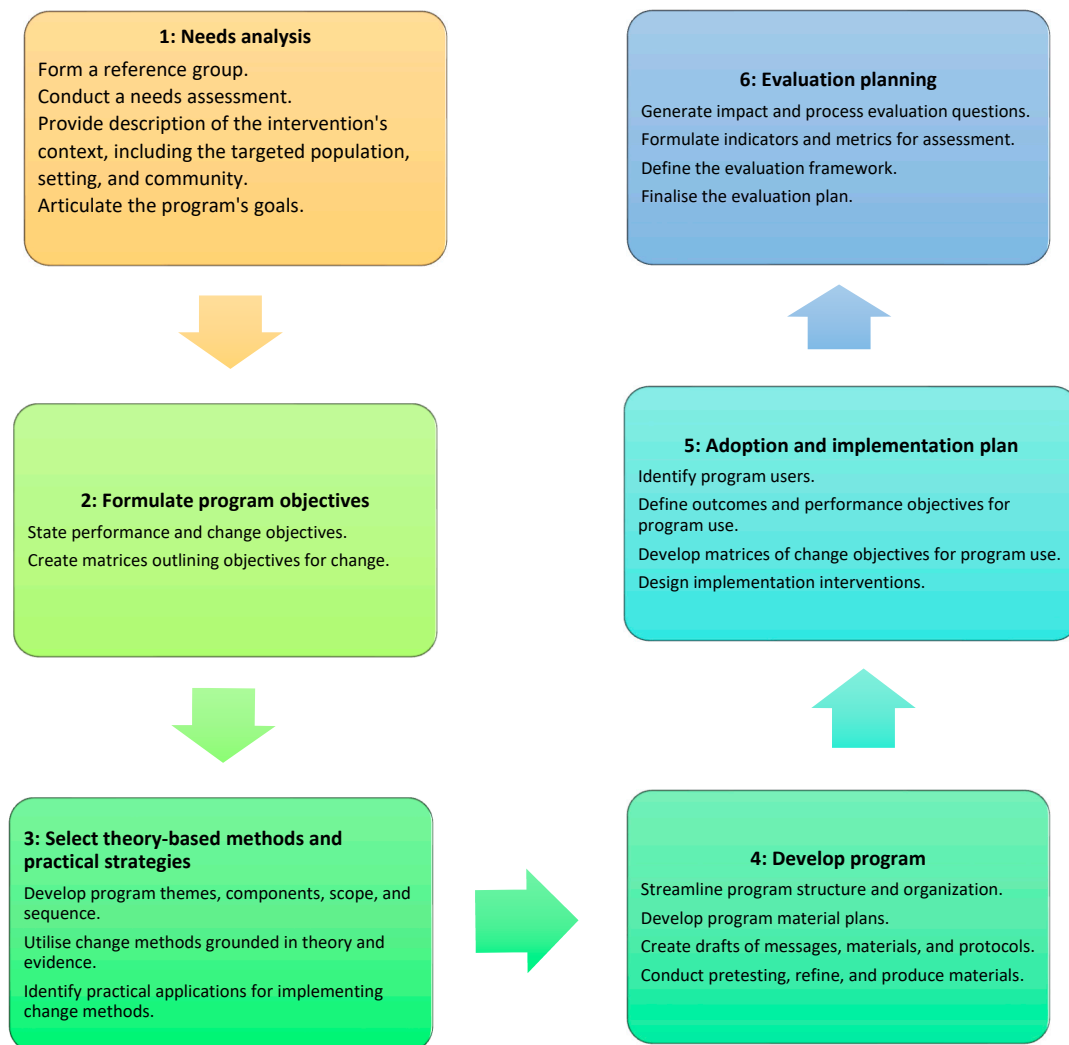 1: Needs analysis
Form a reference group.
Conduct a needs assessment.
Provide description of the intervention's
context, including the targeted population,
setting, and community.
Articulate the program's goals.
2: Formulate program objectives
State performance and change objectives.
Create matrices outlining objectives for change.
3: Select theory-based methods and
practical strategies
Develop program themes, components, scope, and
sequence.
Utilise change methods grounded in theory and
evidence.
Identify practical applications for implementing
change methods.
4: Develop program
Streamline program structure and organization.
Develop program material plans.
Create drafts of messages, materials, and protocols.
Conduct pretesting, refine, and produce materials.
5: Adoption and implementation plan
Identify program users.
Define outcomes and performance objectives for
program use.
Develop matrices of change objectives for program use.
Design implementation interventions.
6: Evaluation planning
Generate impact and process evaluation questions.
Formulate indicators and metrics for assessment.
Define the evaluation framework.
Finalise the evaluation plan.